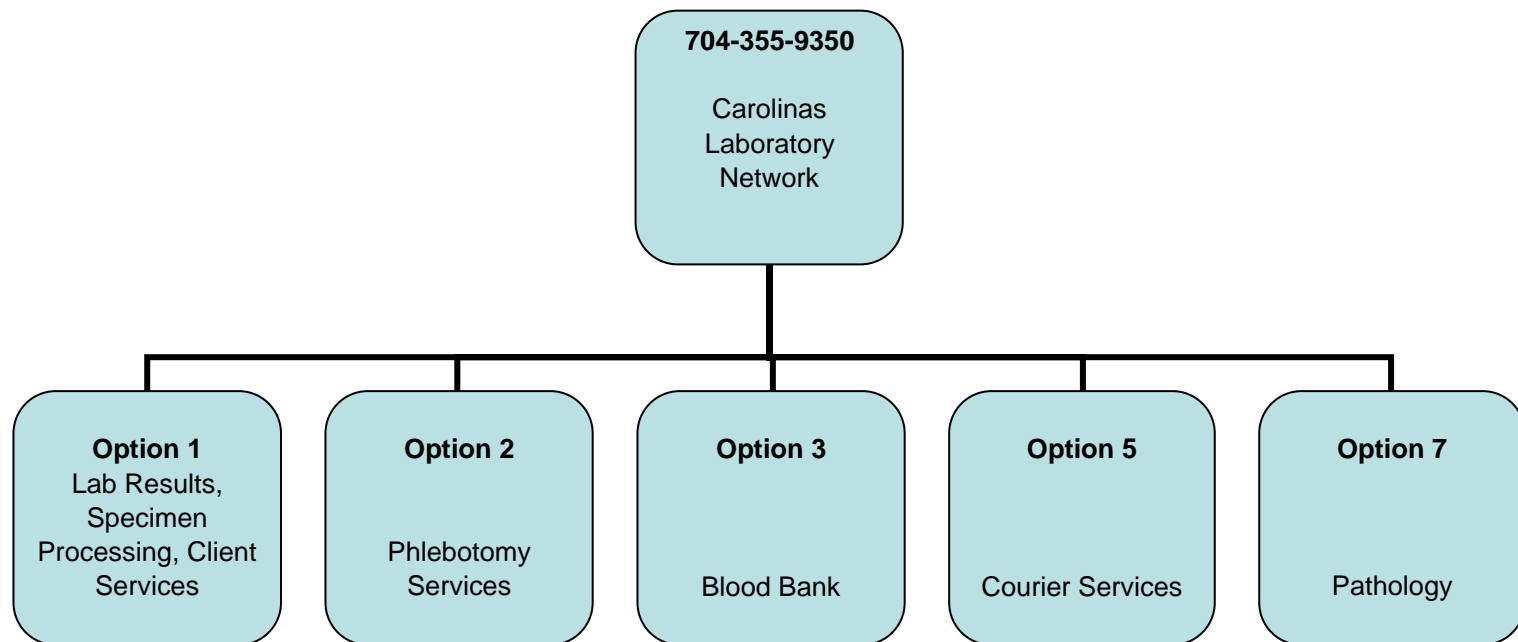 704-355-9350
Carolinas
Laboratory
Network
Option 1
Lab Results,
Specimen
Processing, Client
Services
Option 2
Phlebotomy
Services
Option 3
Blood Bank
Option 5
Courier Services
Option 7
Pathology